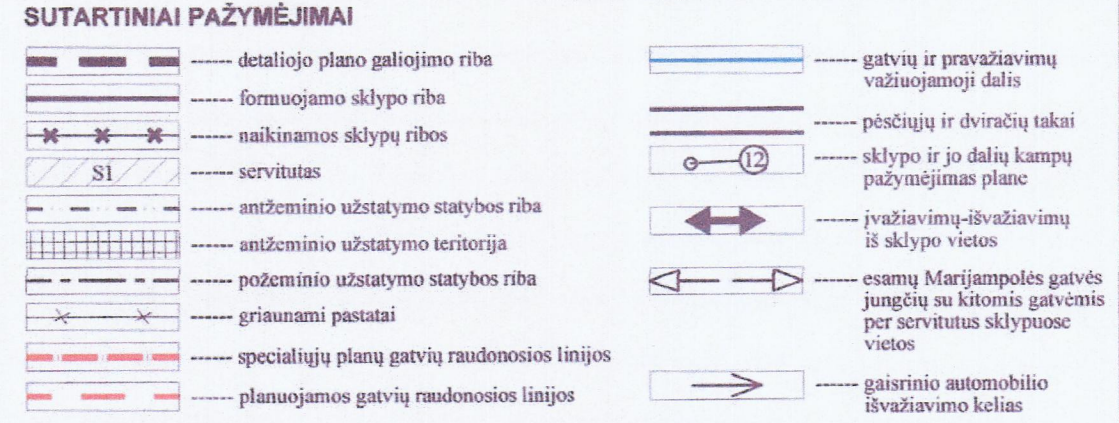 SUTARTINIAI PAŽYMĖJIMAI
------ detaliojo plano galiojimo riba
------ formuojamo sklypo riba
------ naikinamos sklypų ribos
S1 ------ servitutas
------ antžeminio užstatymo statybos riba
------ antžeminio užstatymo teritorija
------ požeminio užstatymo statybos riba
------ griaunami pastatai
------ specialiųjų planų gatvių raudonosios linijos
------ planuojamos gatvių raudonosios linijos
------ gatvių ir pravažiavimų
važiuojamoji dalis
------ pėsčiųjų ir dviračių takai
12 ------ sklypo ir jo dalių kampų
pažymėjimas plane
------ įvažiavimų-išvažiavimų
iš sklypo vietos
------ esamų Marijampolės gatvės
jungčių su kitomis gatvėmis
per servitutus sklypuose
vietos
------ gaisrinio automobilio
išvažiavimo kelias